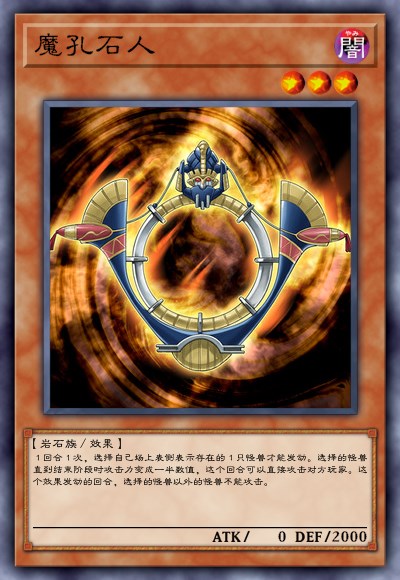 魔孔石人
やみ
闇
【岩石族/效果】
1回合1次,选择自己场上表侧表示存在的1只怪兽才能发动。选择的怪兽
直到结束阶段时攻击力变成一半数值,这个回合可以直接攻击对方玩家。这
个效果发动的回合,选择的怪兽以外的怪兽不能攻击。
ATK/ 0 DEF/2000